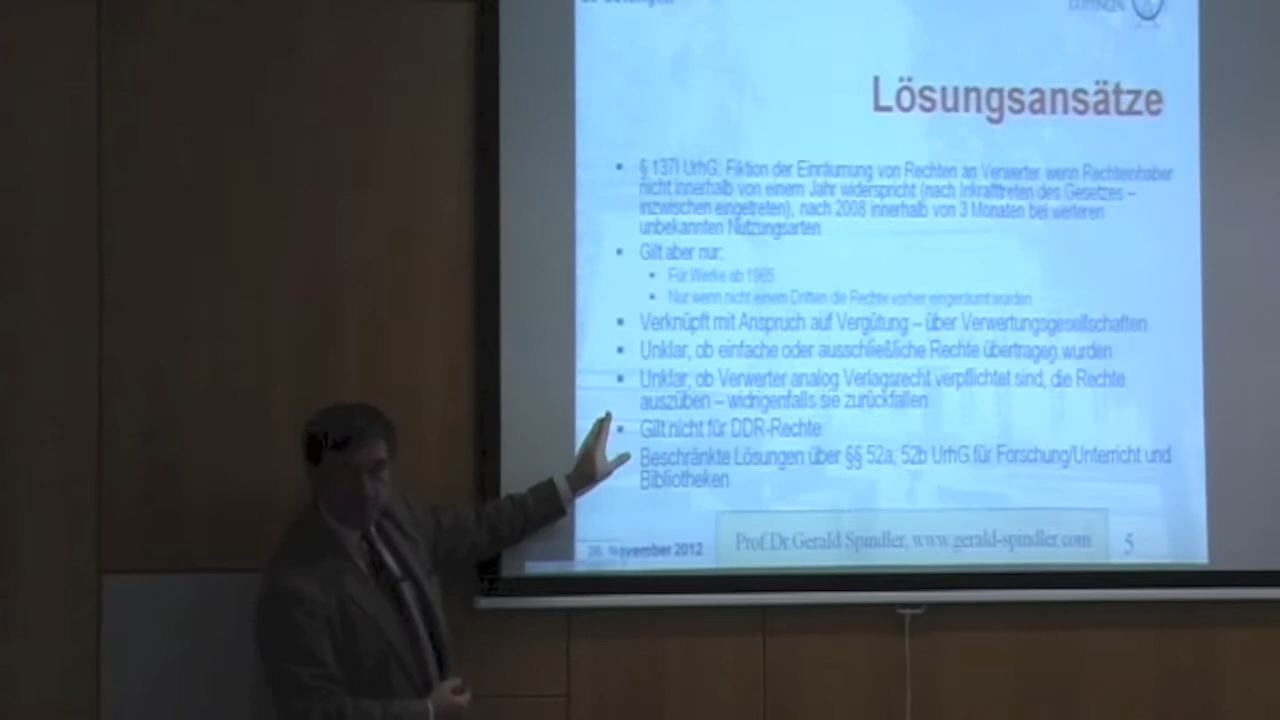 Lösungsansätze
▪ § 137l UrhG: Fiktion der Einräumung von Rechten an Verwerter wenn Rechteinhaber
nicht innerhalb von einem Jahr widerspricht (nach Inkrafttreten des Gesetzes –
inzwischen eingetreten), nach 2008 innerhalb von 3 Monaten bei weiteren
unbekannten Nutzungsarten
▪ Gilt aber nur:
▪ Für Werke ab 1965
▪ Nur wenn nicht einem Dritten die Rechte vorher eingeräumt wurden
▪ Verknüpft mit Anspruch auf Vergütung – über Verwertungsgesellschaften
▪ Unklar, ob einfache oder ausschließliche Rechte übertragen wurden
▪ Unklar, ob Verwerter analog Verlagsrecht verpflichtet sind, die Rechte
auszüben – widrigenfalls sie zurückfallen
▪ Gilt nicht für DDR-Rechte
▪ Beschränkte Lösungen über §§ 52a, 52b UrhG für Forschung/Unterricht und
Bibliotheken
November 2012
Prof.Dr.Gerald Spindler, www.gerald-spindler.com
5